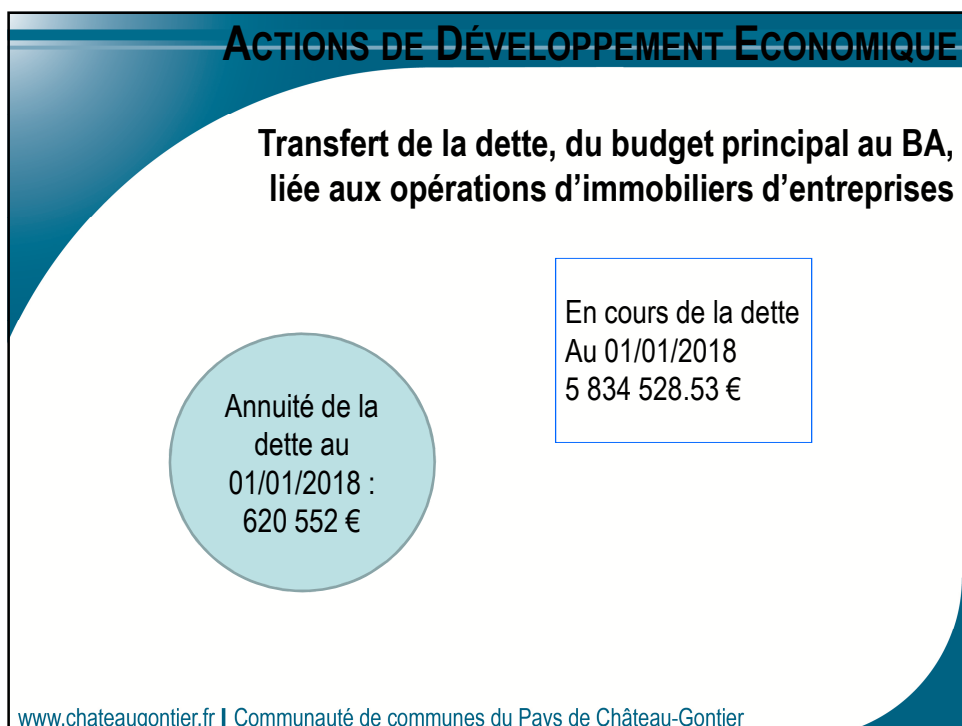 ACTIONS DE DÉVELOPPEMENT ECONOMIQUE
Transfert de la dette, du budget principal au BA,
liée aux opérations d’immobiliers d’entreprises
En cours de la dette
Au 01/01/2018
5 834 528.53 €
Annuité de la
dette au
01/01/2018 :
620 552 €
www.chateaugontier.fr I Communauté de communes du Pays de Château-Gontier